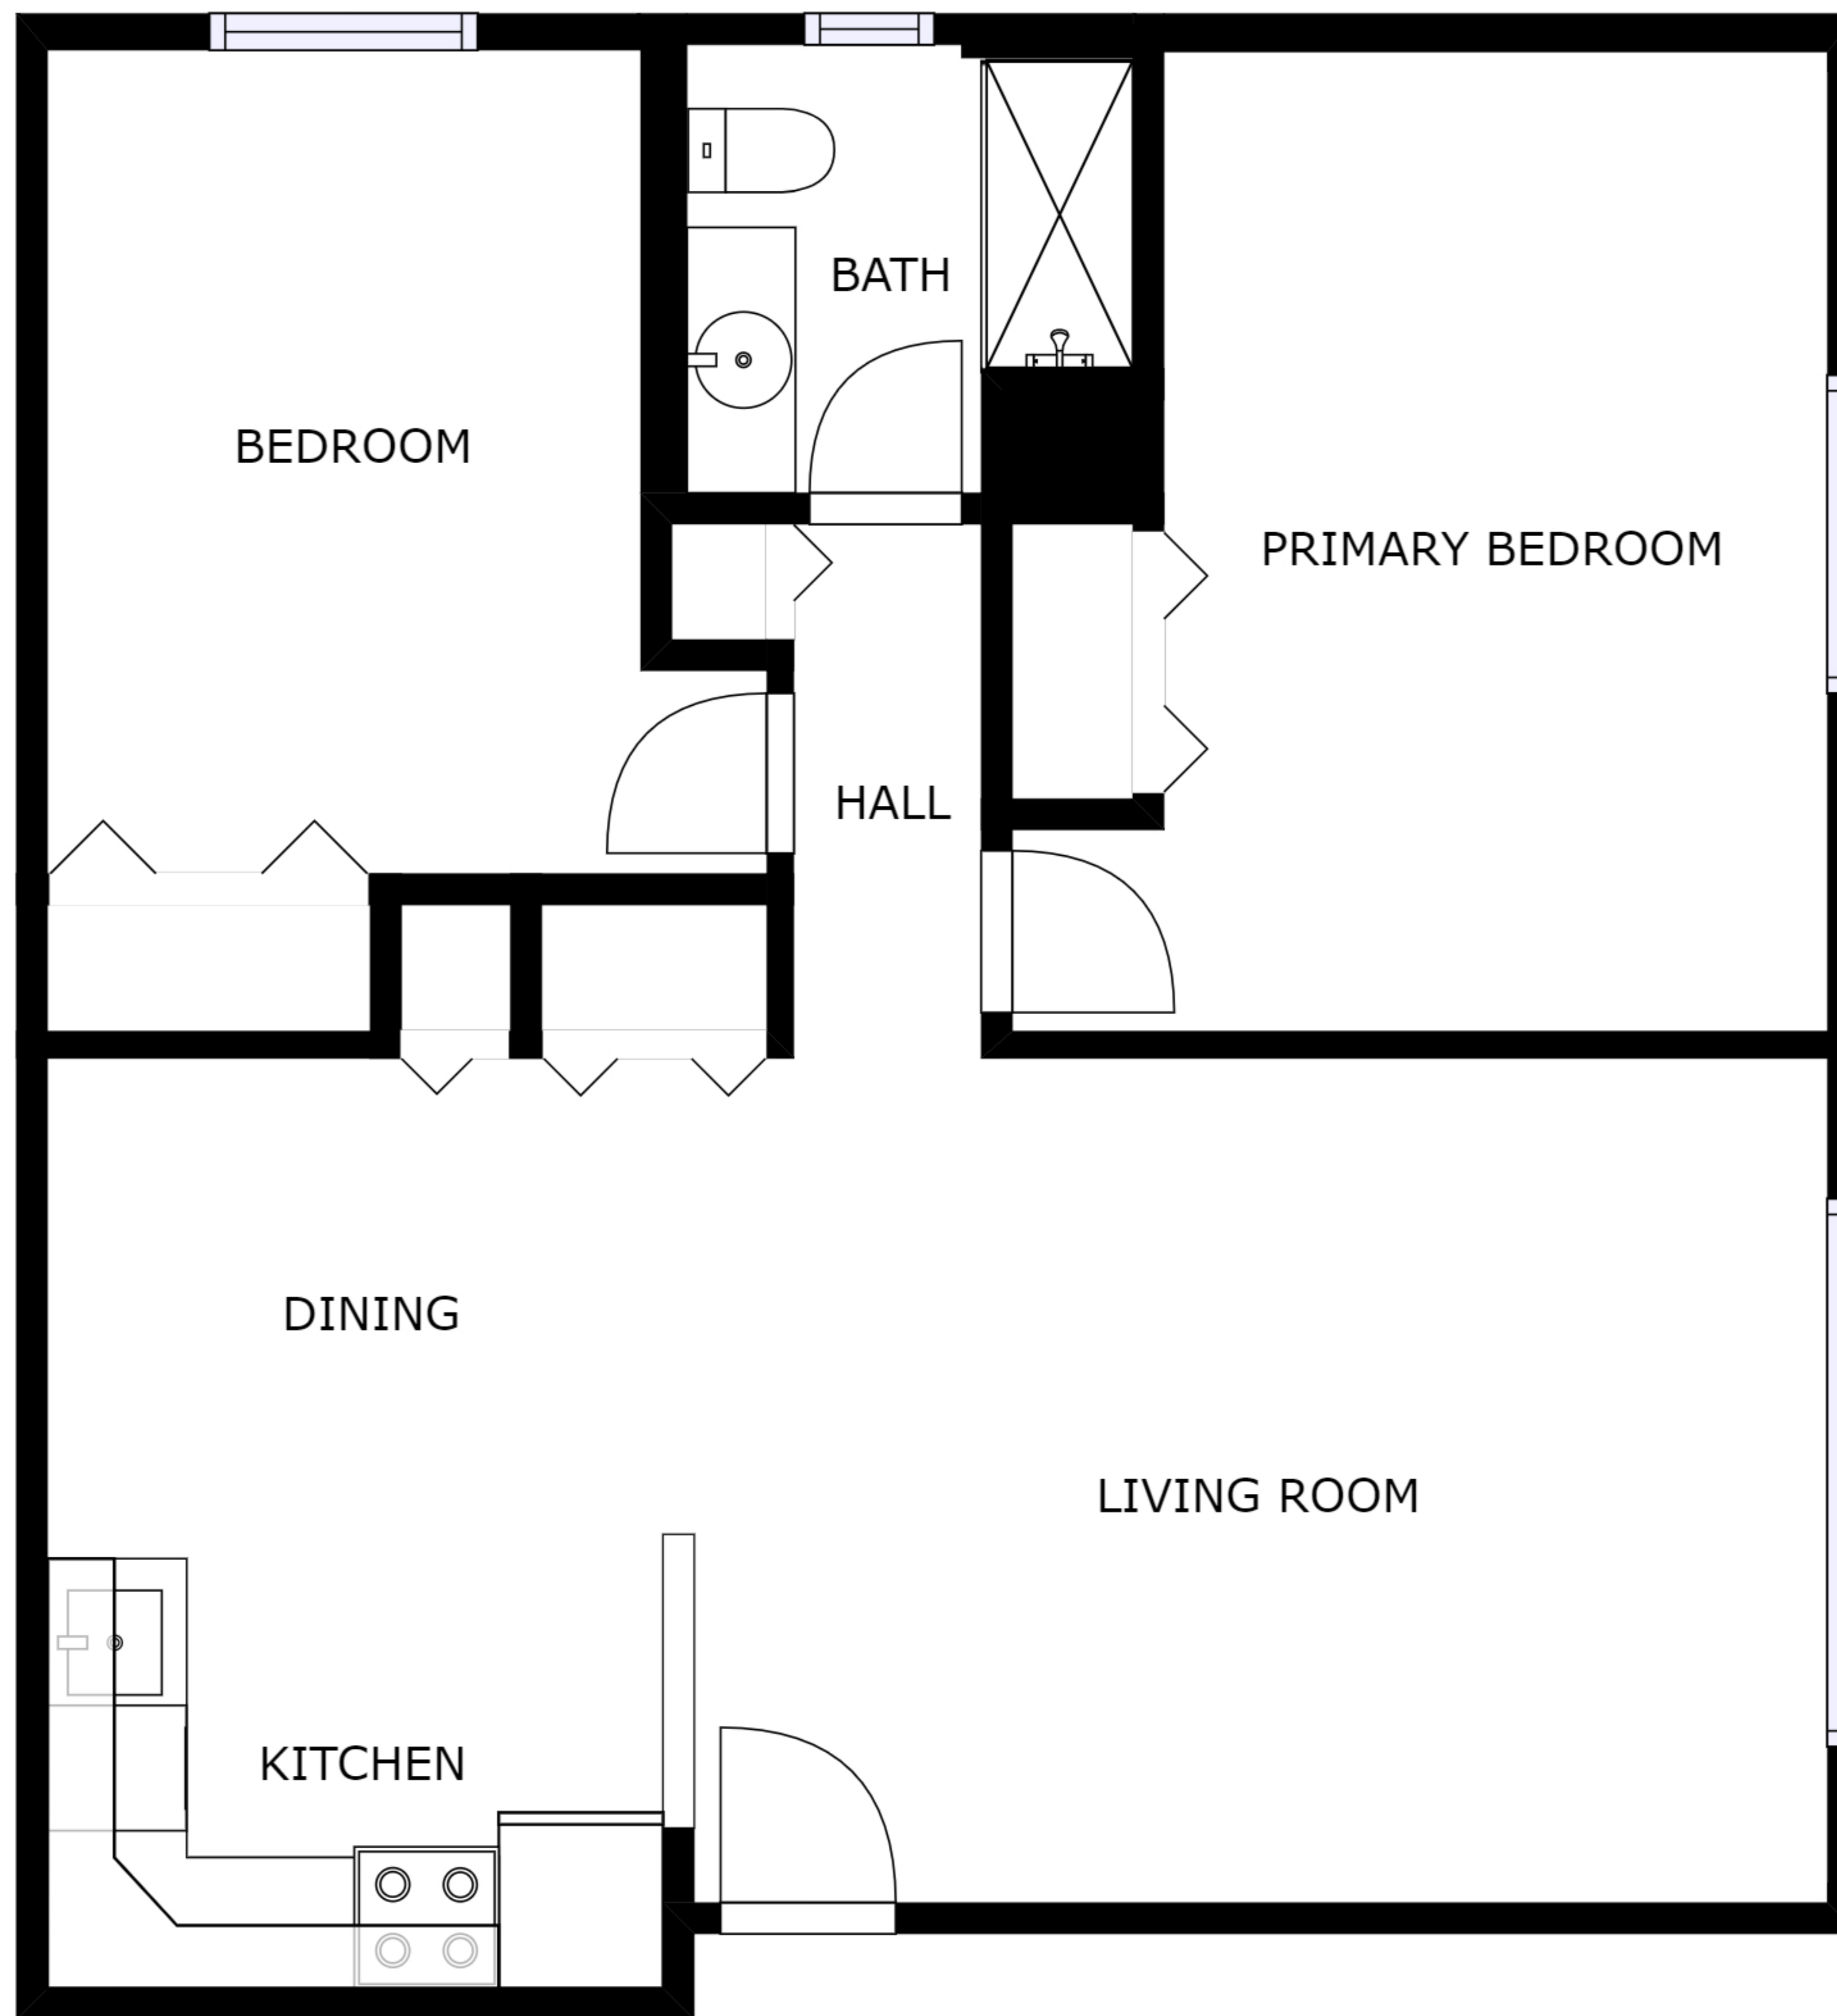 BATH
BEDROOM
PRIMARY BEDROOM
HALL
DINING
LIVING ROOM
KITCHEN